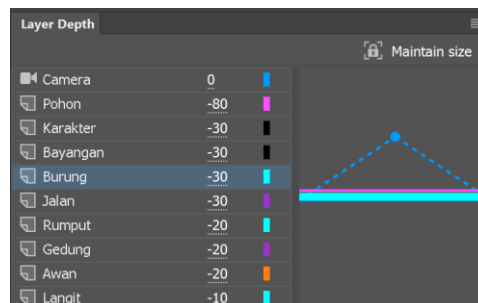 Layer Depth
Maintain size
Camera 0
Pohon -80
Karakter -30
Bayangan -30
Burung -30
Jalan -30
Rumput -20
Gedung -20
Awan -20
Langit -10